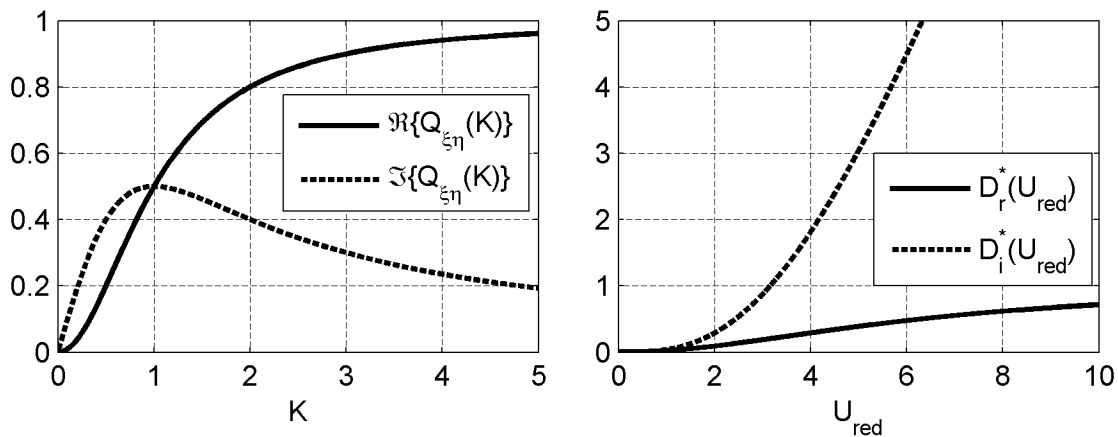 1
0.8
0.6
0.4
0.2
0
0 1 2 3 4 5
K
ℜ{Q_ξη(K)}
ℑ{Q_ξη(K)}
5
4
3
2
1
0
0 2 4 6 8 10
U_red
D*_r(U_red)
D*_i(U_red)